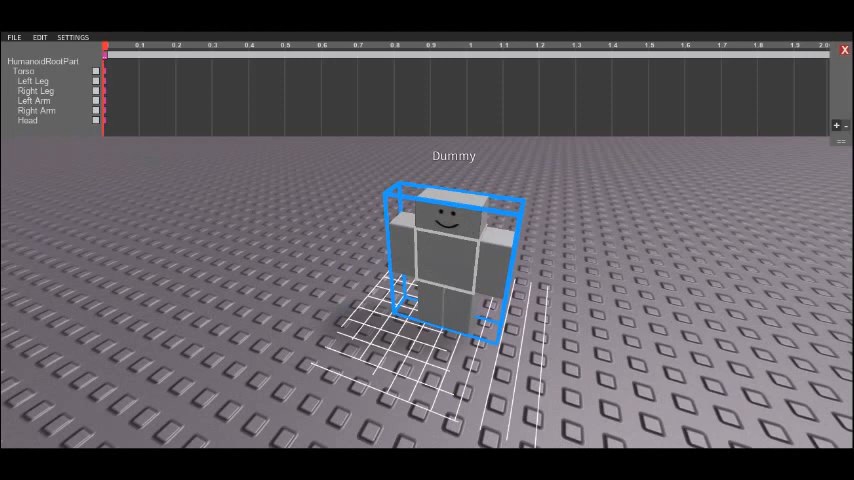 FILE EDIT SETTINGS
0.1 0.2 0.3 0.4 0.5 0.6 0.7 0.8 0.9 1 1.1 1.2 1.3 1.4 1.5 1.6 1.7 1.8 1.9 2.0
X
HumanoidRootPart
Torso
Left Leg
Right Leg
Left Arm
Right Arm
Head
+ -
==
Dummy